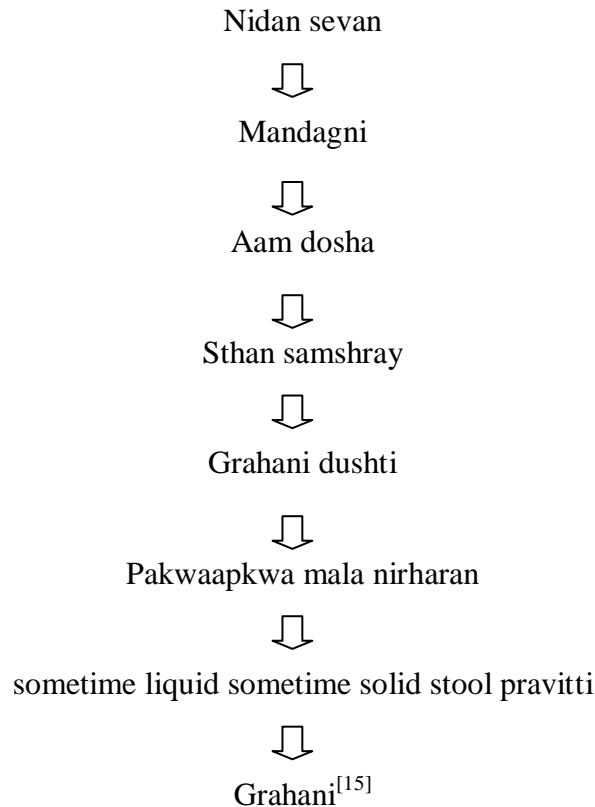 Nidan sevan
Mandagni
Aam dosha
Sthan samshray
Grahani dushti
Pakwaapkwa mala nirharan
sometime liquid sometime solid stool pravitti
Grahani[15]